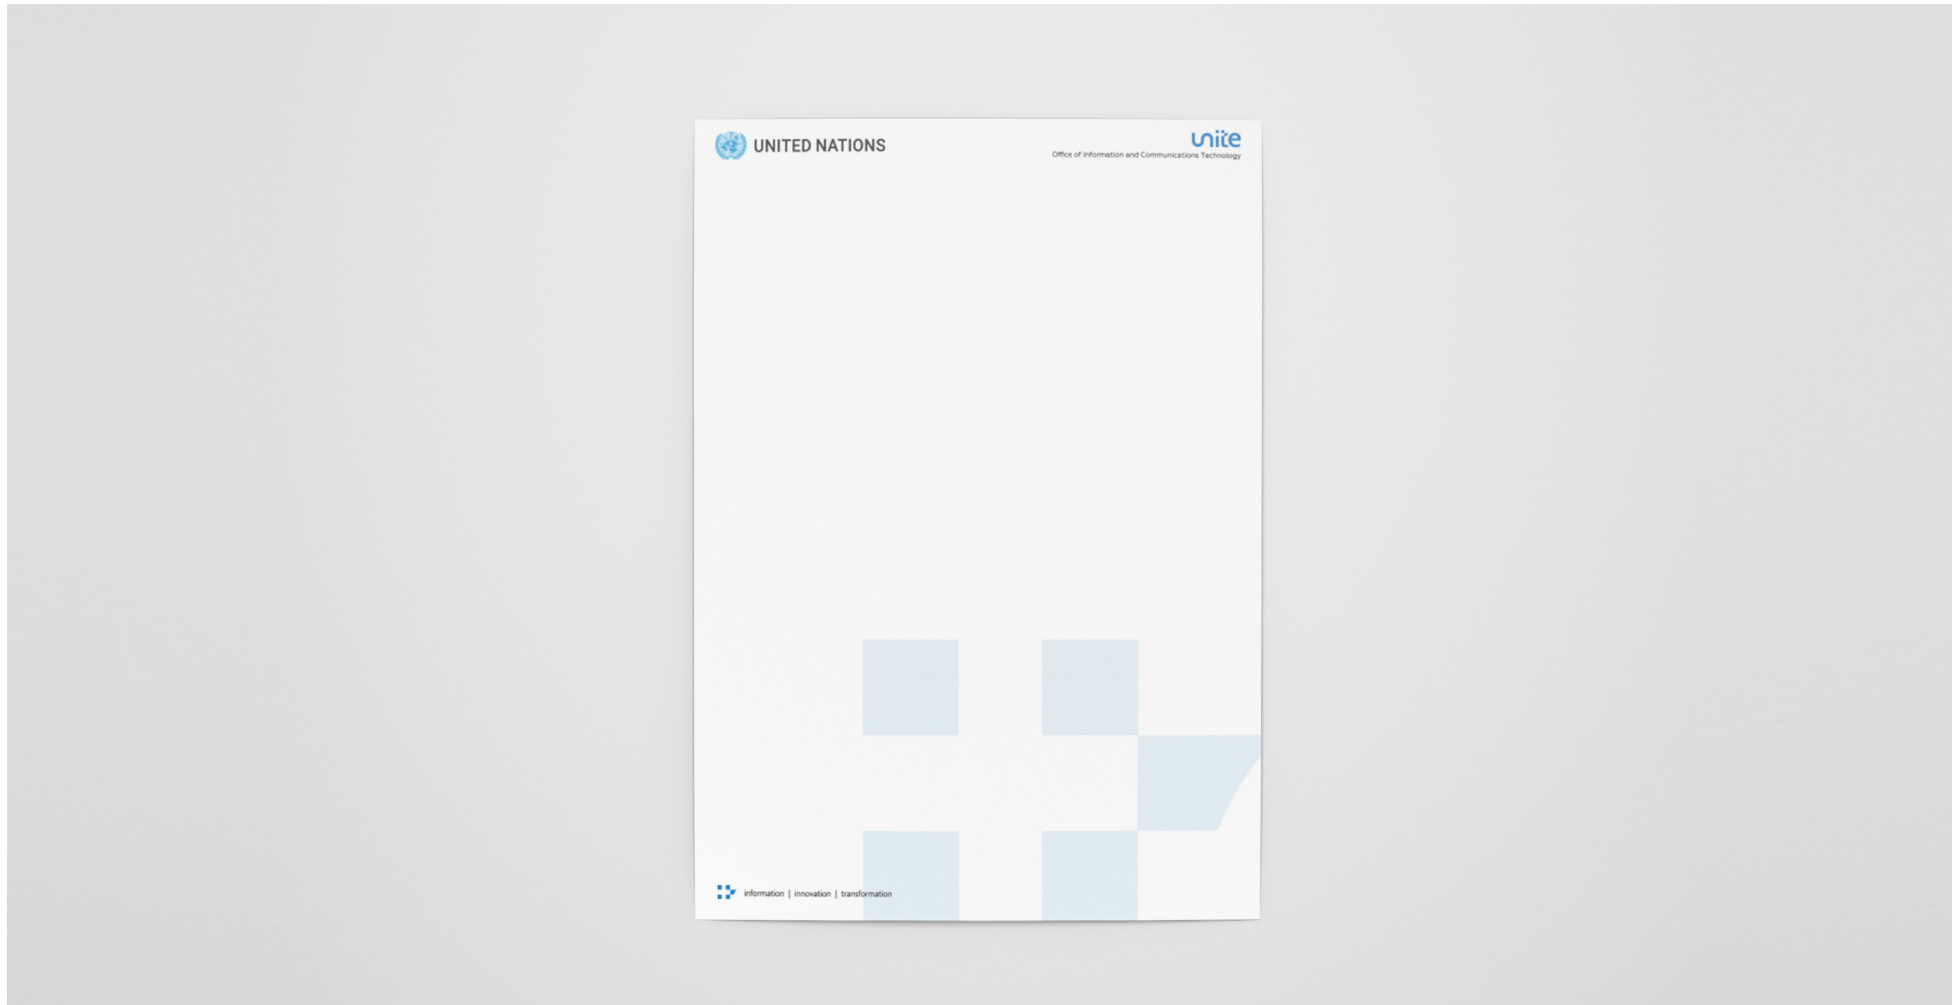 UNITED NATIONS
unite
Office of Information and Communications Technology
information | innovation | transformation